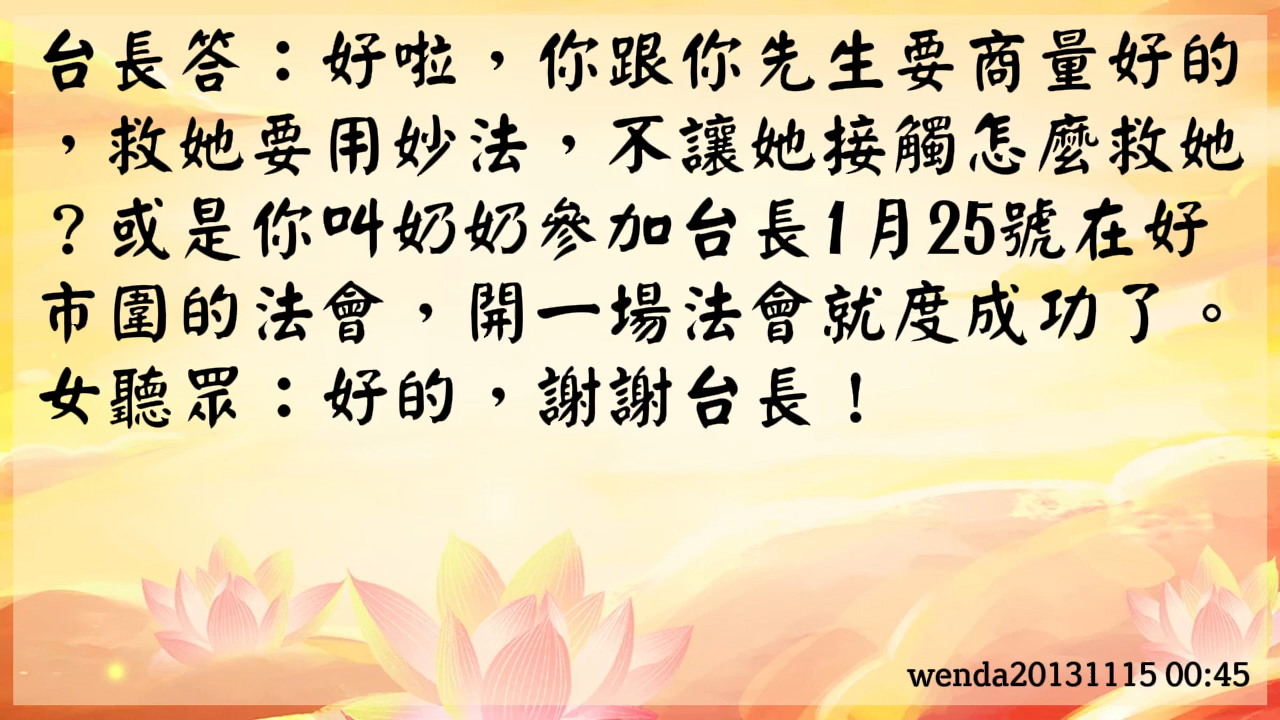 台長答：好啦，你跟你先生要商量好的
，救她要用妙法，不讓她接觸怎麼救她
？或是你叫奶奶參加台長1月25號在好
市圍的法會，開一場法會就度成功了。
女聽眾：好的，謝謝台長！
wenda20131115 00:45